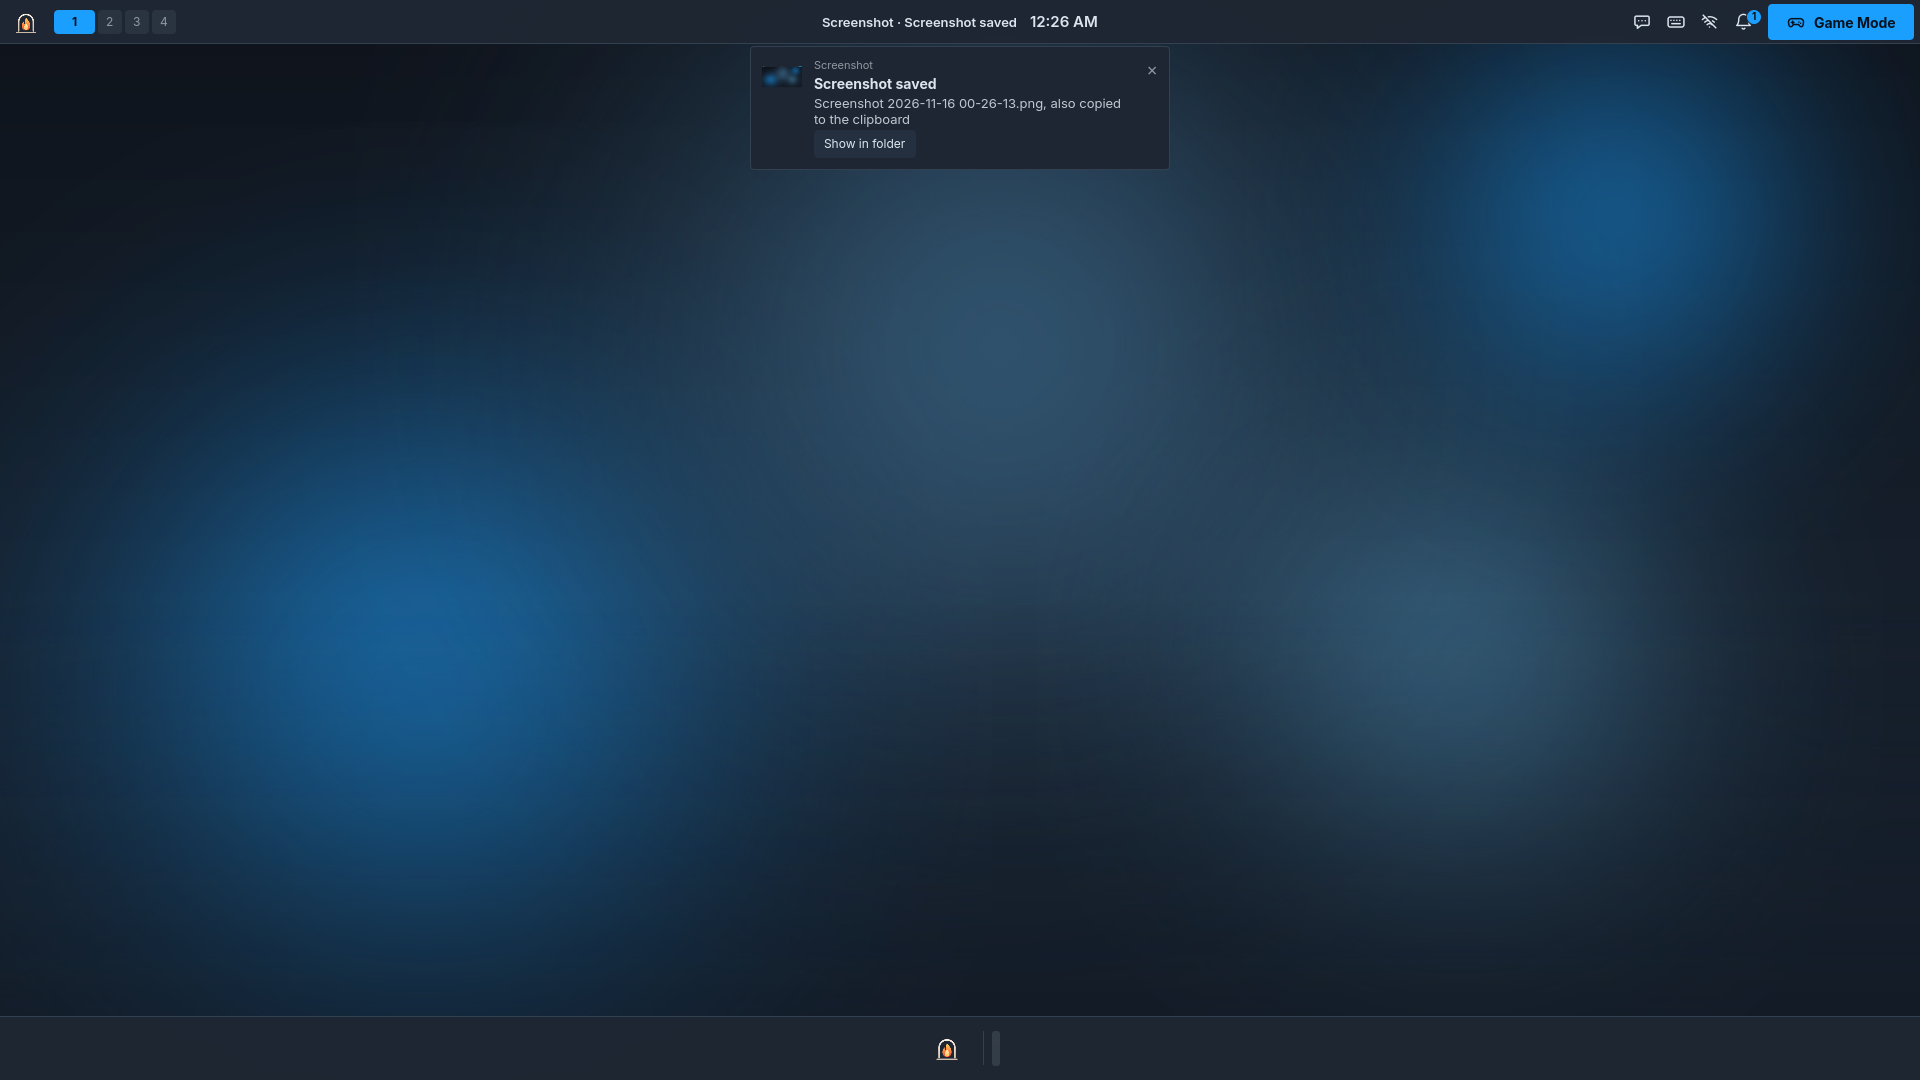 1 2 3 4
Screenshot · Screenshot saved 12:26 AM
1
Game Mode
Screenshot
Screenshot saved
Screenshot 2026-11-16 00-26-13.png, also copied
to the clipboard
Show in folder